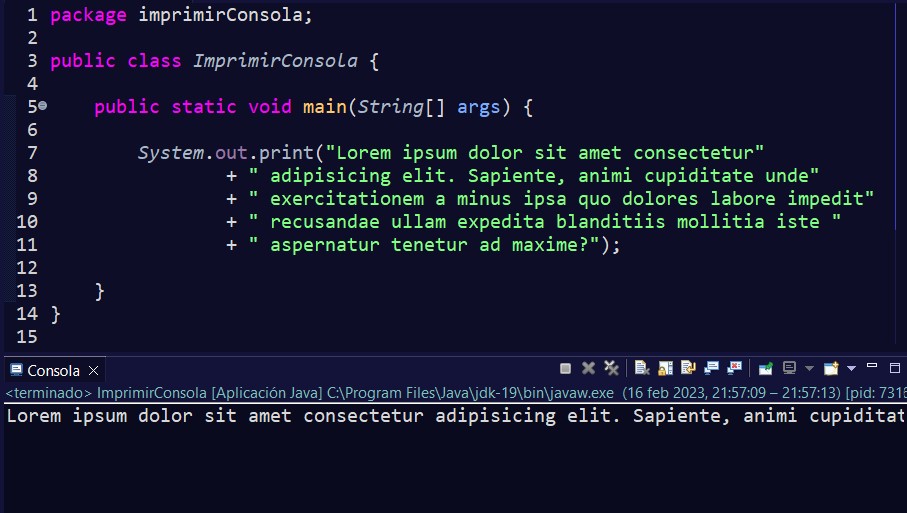 1 package imprimirConsola;
2
3 public class ImprimirConsola {
4
5 public static void main(String[] args) {
6
7 System.out.print("Lorem ipsum dolor sit amet consectetur"
8 + " adipisicing elit. Sapiente, animi cupiditate unde"
9 + " exercitationem a minus ipsa quo dolores labore impedit"
10 + " recusandae ullam expedita blanditiis mollitia iste "
11 + " aspernatur tenetur ad maxime?");
12
13 }
14 }
15
Consola
<terminado> ImprimirConsola [Aplicación Java] C:\Program Files\Java\jdk-19\bin\javaw.exe (16 feb 2023, 21:57:09 – 21:57:13) [pid: 7316
Lorem ipsum dolor sit amet consectetur adipisicing elit. Sapiente, animi cupiditat